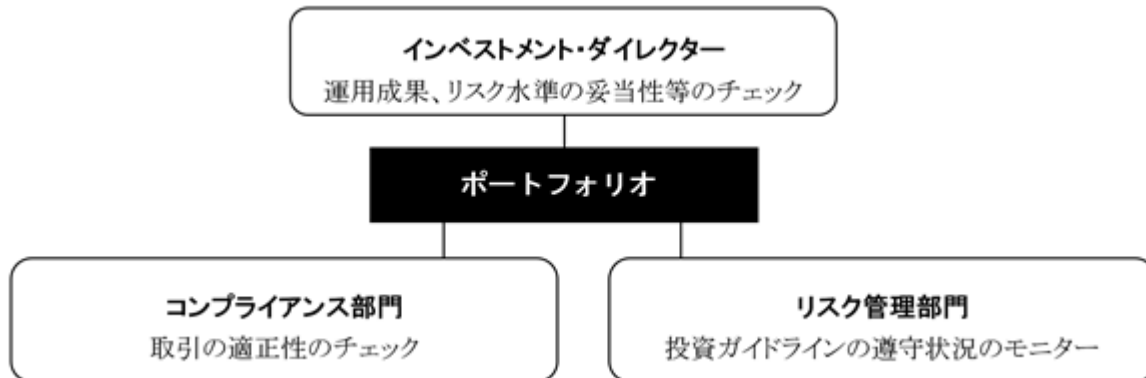 インベストメント・ダイレクター
運用成果、リスク水準の妥当性等のチェック
ポートフォリオ
コンプライアンス部門
取引の適正性のチェック
リスク管理部門
投資ガイドラインの遵守状況のモニター